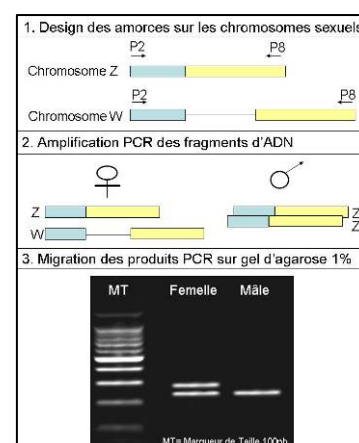 1. Design des amorces sur les chromosomes sexuels
P2 P8
Chromosome Z
P2 P8
Chromosome W
2. Amplification PCR des fragments d'ADN
Z Z
W Z
3. Migration des produits PCR sur gel d'agarose 1%
MT Femelle Mâle
MT= Marqueur de Taille 100pb